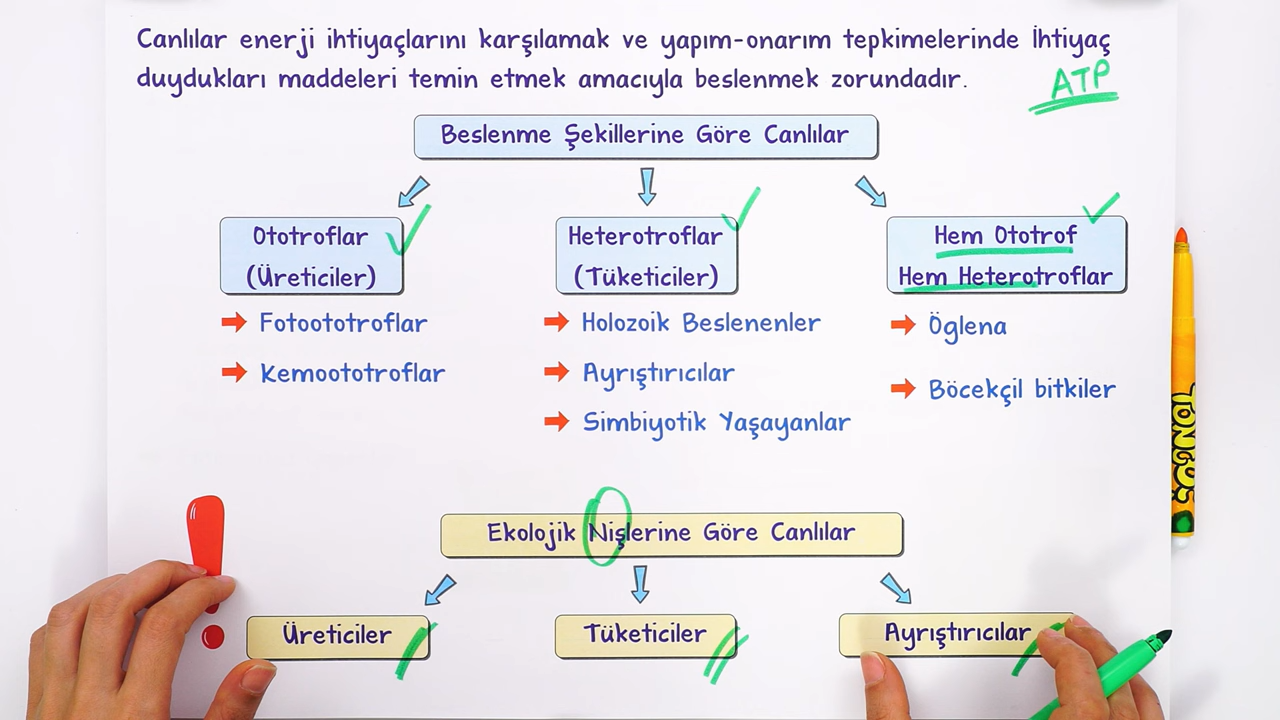 Canlılar enerji ihtiyaçlarını karşılamak ve yapım-onarım tepkimelerinde İhtiyaç
duydukları maddeleri temin etmek amacıyla beslenmek zorundadır.
ATP
Beslenme Şekillerine Göre Canlılar
Ototroflar
(Üreticiler)
Fotoototroflar
Kemoototroflar
Heterotroflar
(Tüketiciler)
Holozoik Beslenenler
Ayrıştırıcılar
Simbiyotik Yaşayanlar
Hem Ototrof
Hem Heterotroflar
Öglena
Böcekçil bitkiler
Ekolojik Nişlerine Göre Canlılar
Üreticiler
Tüketiciler
Ayrıştırıcılar